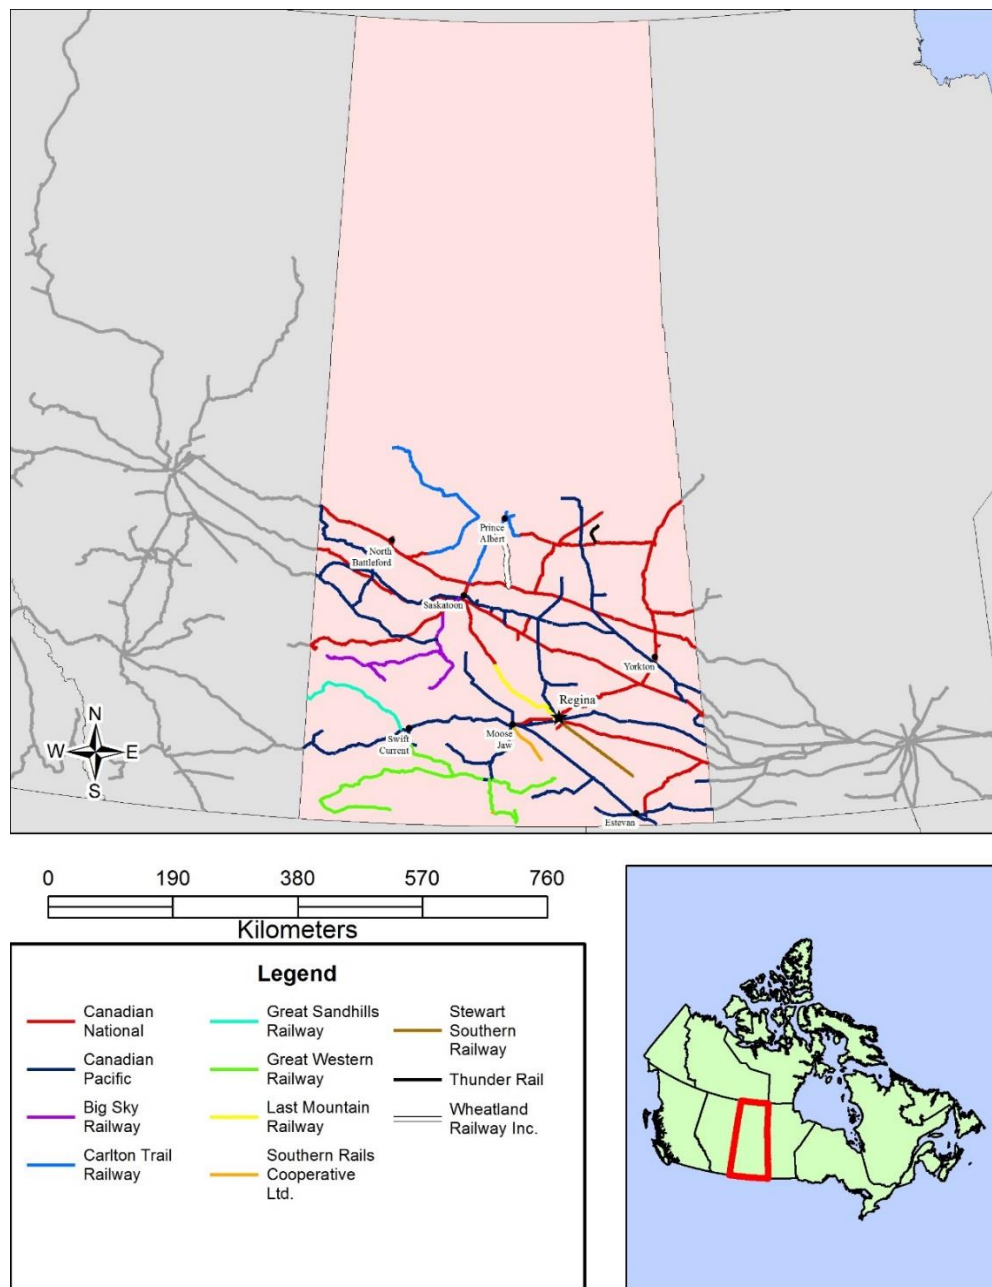 Prince
Albert
North
Battleford
Saskatoon
Yorkton
Regina
N
W E
S
Swift
Current
Moose
Jaw
Estevan
0 190 380 570 760
Kilometers
Legend
Canadian
National
Canadian
Pacific
Big Sky
Railway
Carlton Trail
Railway
Great Sandhills
Railway
Great Western
Railway
Last Mountain
Railway
Southern Rails
Cooperative
Ltd.
Stewart
Southern
Railway
Thunder Rail
Wheatland
Railway Inc.